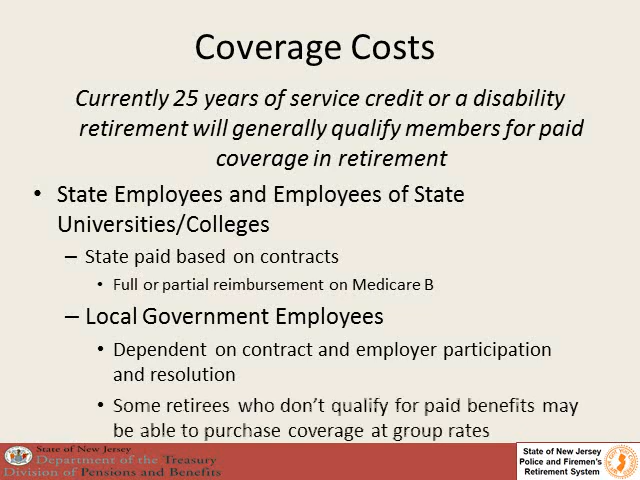 Coverage Costs
Currently 25 years of service credit or a disability
retirement will generally qualify members for paid
coverage in retirement
• State Employees and Employees of State
Universities/Colleges
– State paid based on contracts
• Full or partial reimbursement on Medicare B
– Local Government Employees
• Dependent on contract and employer participation
and resolution
• Some retirees who don’t qualify for paid benefits may
be able to purchase coverage at group rates
State of New Jersey
Department of the Treasury
Division of Pensions and Benefits
State of New Jersey
Police and Firemen's
Retirement System